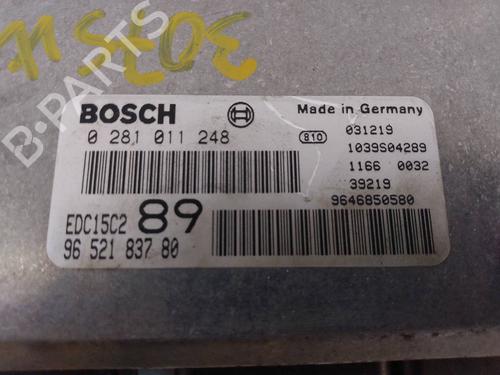 BOSCH
Made in Germany
0 281 011 248
810 031219
1039S04289
1166 0032
39219
9646850580
EDC15C2 89
96 521 837 80
B-PARTS